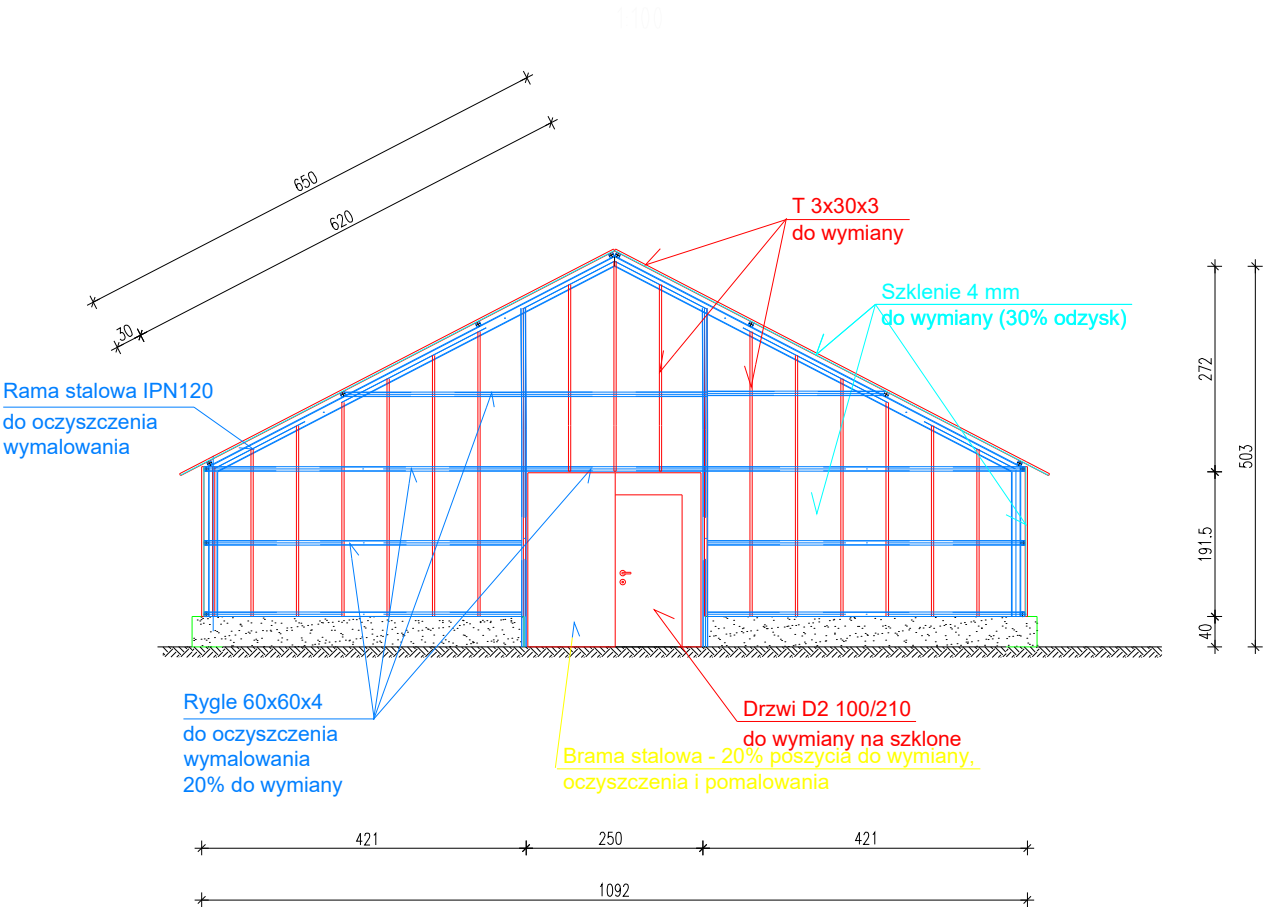 1:100
650
620
30
T 3x30x3
do wymiany
Szklenie 4 mm
do wymiany (30% odzysk)
Rama stalowa IPN120
do oczyszczenia
wymalowania
272
503
191.5
40
Rygle 60x60x4
do oczyszczenia
wymalowania
20% do wymiany
Drzwi D2 100/210
do wymiany na szklone
Brama stalowa - 20% poszycia do wymiany,
oczyszczenia i pomalowania
421
250
421
1092